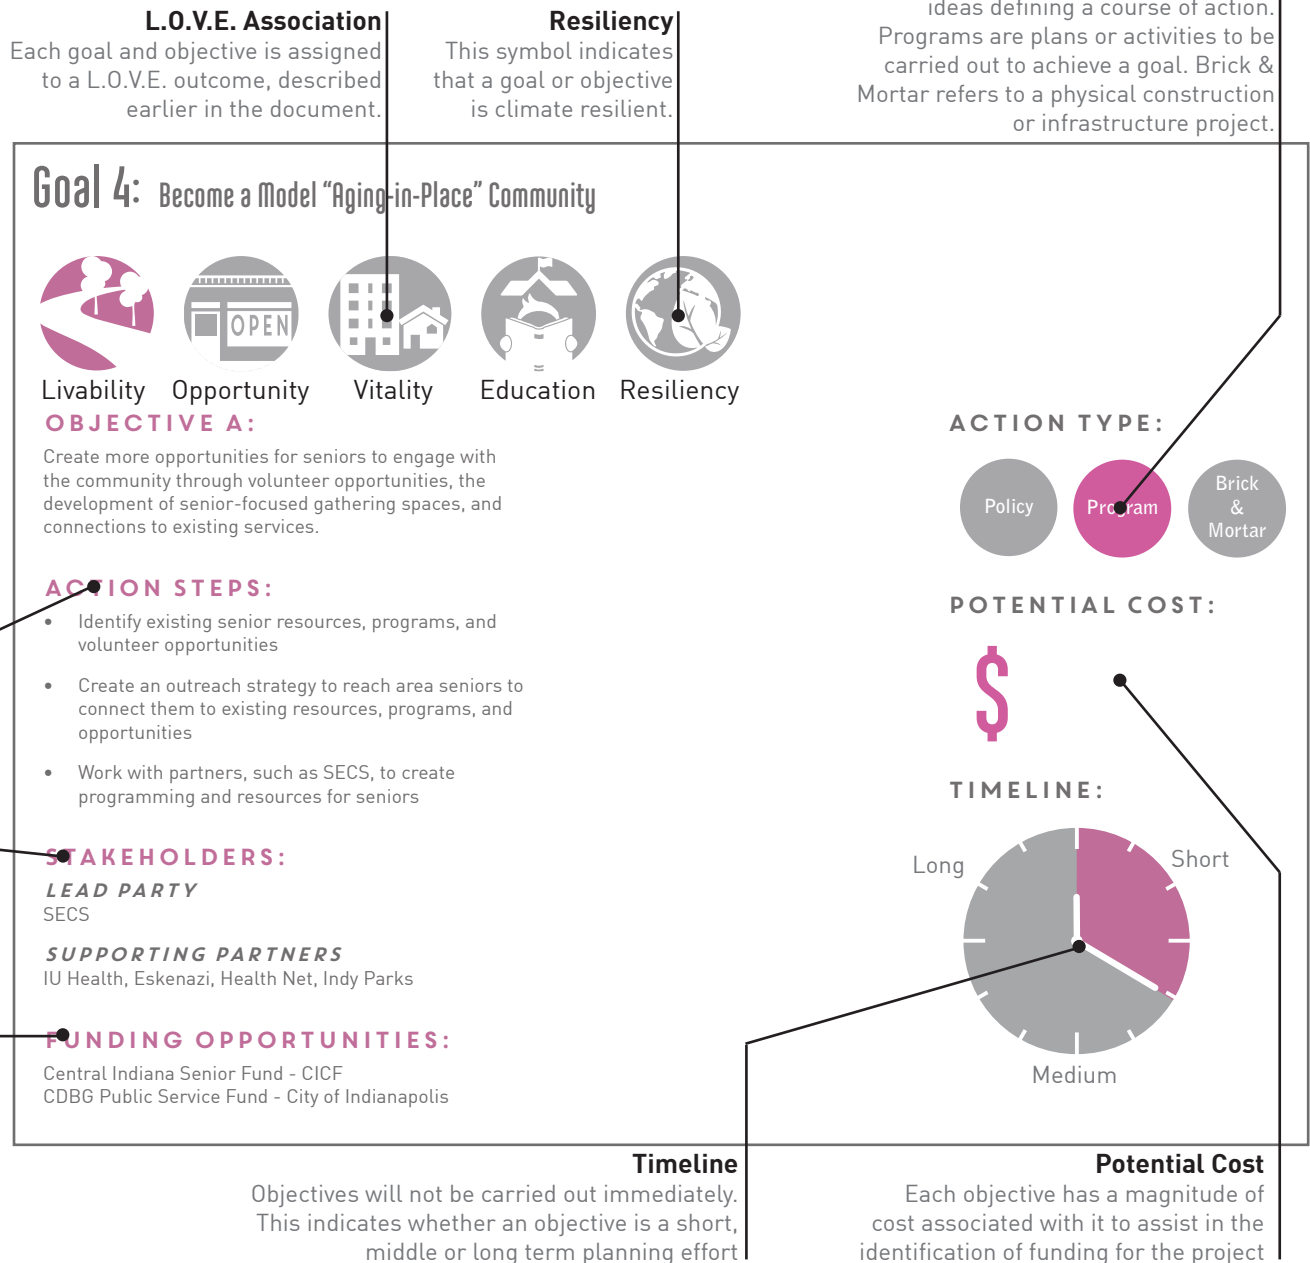 L.O.V.E. Association
Each goal and objective is assigned
to a L.O.V.E. outcome, described
earlier in the document.
Resiliency
This symbol indicates
that a goal or objective
is climate resilient.
ideas defining a course of action.
Programs are plans or activities to be
carried out to achieve a goal. Brick &
Mortar refers to a physical construction
or infrastructure project.
Goal 4: Become a Model “Aging-in-Place” Community
OPEN
Livability Opportunity Vitality Education Resiliency
OBJECTIVE A:
Create more opportunities for seniors to engage with
the community through volunteer opportunities, the
development of senior-focused gathering spaces, and
connections to existing services.
ACTION STEPS:
• Identify existing senior resources, programs, and
volunteer opportunities
• Create an outreach strategy to reach area seniors to
connect them to existing resources, programs, and
opportunities
• Work with partners, such as SECS, to create
programming and resources for seniors
STAKEHOLDERS:
LEAD PARTY
SECS
SUPPORTING PARTNERS
IU Health, Eskenazi, Health Net, Indy Parks
FUNDING OPPORTUNITIES:
Central Indiana Senior Fund - CICF
CDBG Public Service Fund - City of Indianapolis
ACTION TYPE:
Policy
Program
Brick
&
Mortar
POTENTIAL COST:
$
TIMELINE:
Long
Short
Medium
Timeline
Objectives will not be carried out immediately.
This indicates whether an objective is a short,
middle or long term planning effort
Potential Cost
Each objective has a magnitude of
cost associated with it to assist in the
identification of funding for the project